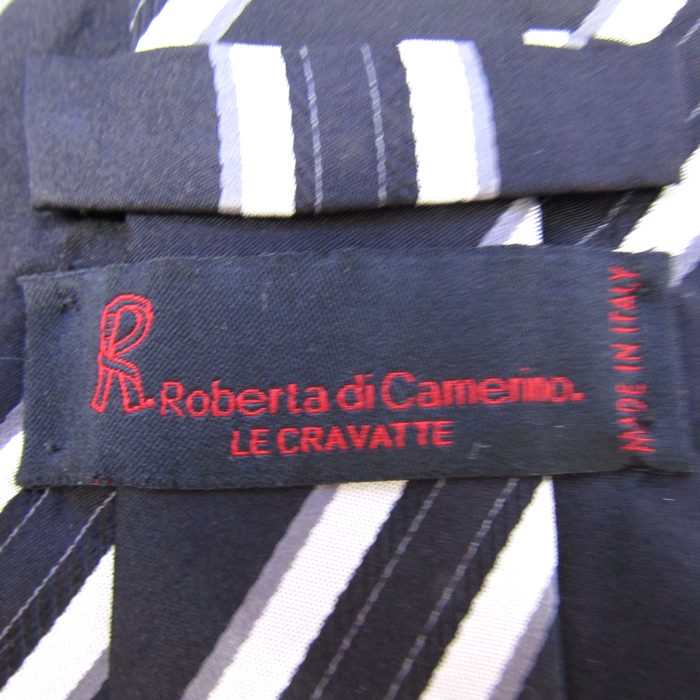 R.
Roberta di Camerino.
LE CRAVATTE
MADE IN ITALY